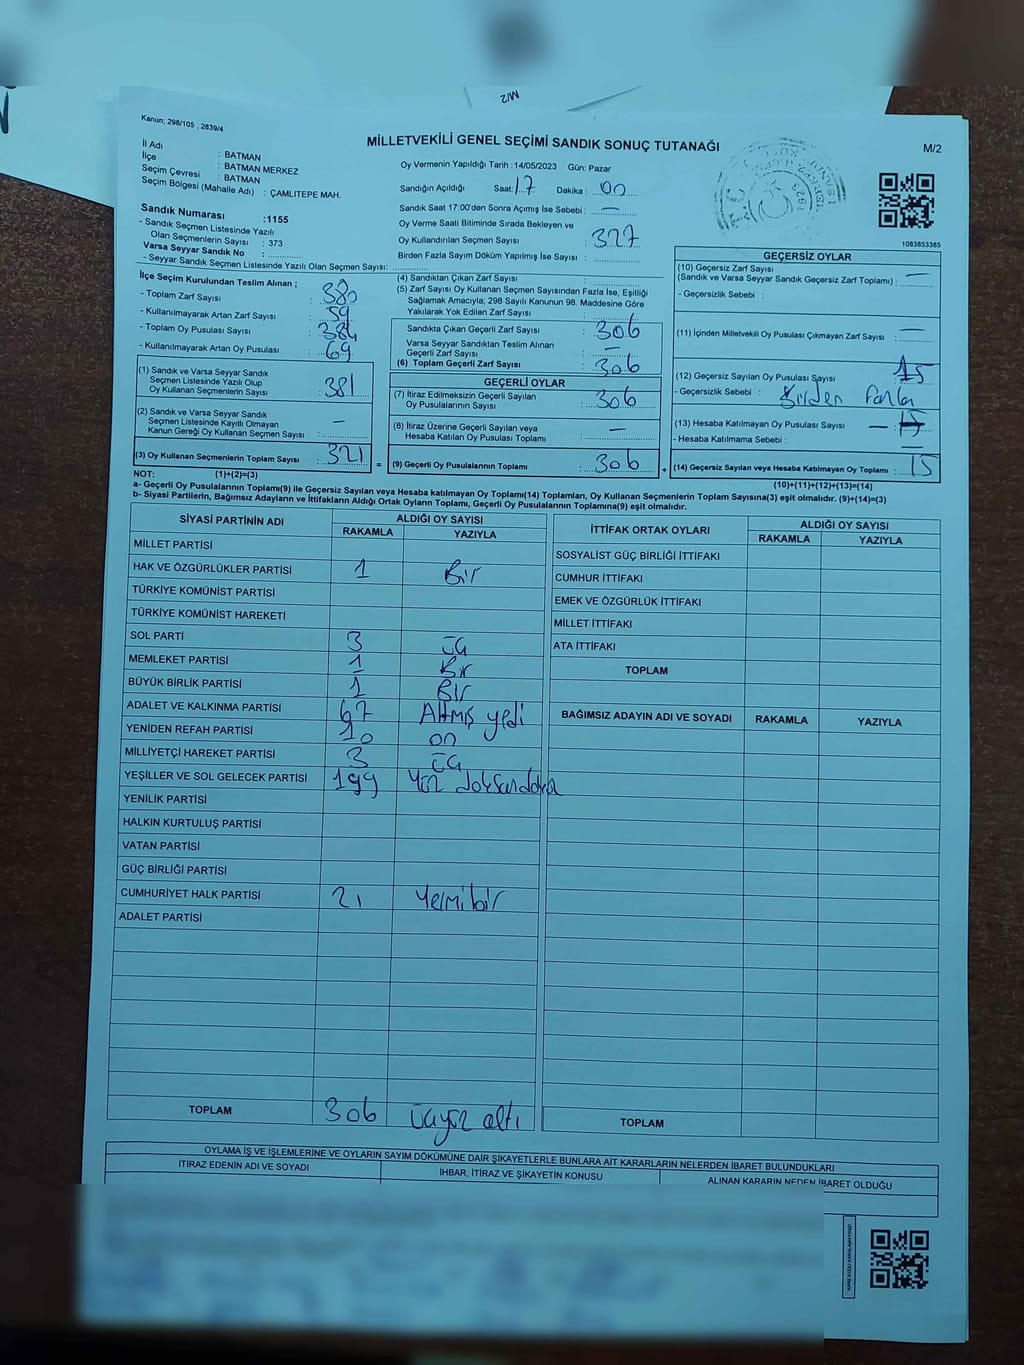 M/2
Kanun; 298/105 , 2839/4
MİLLETVEKİLİ GENEL SEÇİMİ SANDIK SONUÇ TUTANAĞI
M/2
İl Adı : BATMAN
İlçe : BATMAN MERKEZ
Seçim Çevresi : BATMAN
Seçim Bölgesi (Mahalle Adı) : ÇAMLITEPE MAH.
Sandık Numarası :1155
- Sandık Seçmen Listesinde Yazılı
Olan Seçmenlerin Sayısı : 373
Varsa Seyyar Sandık No :
- Seyyar Sandık Seçmen Listesinde Yazılı Olan Seçmen Sayısı:
Oy Vermenin Yapıldığı Tarih : 14/05/2023 Gün: Pazar
Sandığın Açıldığı Saat: 17 Dakika : 00
Sandık Saat 17:00'den Sonra Açılmış İse Sebebi : —
Oy Verme Saati Bitiminde Sırada Bekleyen ve
Oy Kullandırılan Seçmen Sayısı : 327
Birden Fazla Sayım Döküm Yapılmış İse Sayısı :
1083853385
İlçe Seçim Kurulundan Teslim Alınan ;
- Toplam Zarf Sayısı : 380
- Kullanılmayarak Artan Zarf Sayısı : 59
- Toplam Oy Pusulası Sayısı : 384
- Kullanılmayarak Artan Oy Pusulası : 69
(1) Sandık ve Varsa Seyyar Sandık
Seçmen Listesinde Yazılı Olup
Oy Kullanan Seçmenlerin Sayısı : 381
(2) Sandık ve Varsa Seyyar Sandık
Seçmen Listesinde Kayıtlı Olmayan
Kanun Gereği Oy Kullanan Seçmen Sayısı : —
(3) Oy Kullanan Seçmenlerin Toplam Sayısı : 321
(1)+(2)=(3)
(4) Sandıktan Çıkan Zarf Sayısı :
(5) Zarf Sayısı Oy Kullanan Seçmen Sayısından Fazla İse, Eşitliği
Sağlamak Amacıyla; 298 Sayılı Kanunun 98. Maddesine Göre
Yakılarak Yok Edilen Zarf Sayısı :
Sandıkta Çıkan Geçerli Zarf Sayısı : 306
Varsa Seyyar Sandıktan Teslim Alınan
Geçerli Zarf Sayısı : —
(6) Toplam Geçerli Zarf Sayısı : 306
GEÇERLİ OYLAR
(7) İtiraz Edilmeksizin Geçerli Sayılan
Oy Pusulalarının Sayısı : 306
(8) İtiraz Üzerine Geçerli Sayılan veya
Hesaba Katılan Oy Pusulası Toplamı : —
= (9) Geçerli Oy Pusulalarının Toplamı : 306
GEÇERSİZ OYLAR
(10) Geçersiz Zarf Sayısı
(Sandık ve Varsa Seyyar Sandık Geçersiz Zarf Toplamı) : —
- Geçersizlik Sebebi :
(11) İçinden Milletvekili Oy Pusulası Çıkmayan Zarf Sayısı : —
(12) Geçersiz Sayılan Oy Pusulası Sayısı : 15
- Geçersizlik Sebebi : Birden Fazla
(13) Hesaba Katılmayan Oy Pusulası Sayısı : — 15
- Hesaba Katılmama Sebebi : —
+ (14) Geçersiz Sayılan veya Hesaba Katılmayan Oy Toplamı : 15
(10)+(11)+(12)+(13)=(14)
NOT:
a- Geçerli Oy Pusulalarının Toplamı(9) ile Geçersiz Sayılan veya Hesaba katılmayan Oy Toplamı(14) Toplamları, Oy Kullanan Seçmenlerin Toplam Sayısına(3) eşit olmalıdır. (9)+(14)=(3)
b- Siyasi Partilerin, Bağımsız Adayların ve İttifakların Aldığı Ortak Oyların Toplamı, Geçerli Oy Pusulalarının Toplamına(9) eşit olmalıdır.
SİYASİ PARTİNİN ADI ALDIĞI OY SAYISI
RAKAMLA YAZIYLA
MİLLET PARTİSİ
HAK VE ÖZGÜRLÜKLER PARTİSİ 1 Bir
TÜRKİYE KOMÜNİST PARTİSİ
TÜRKİYE KOMÜNİST HAREKETİ
SOL PARTİ 3 üç
MEMLEKET PARTİSİ 1 Bir
BÜYÜK BİRLİK PARTİSİ 1 Bir
ADALET VE KALKINMA PARTİSİ 67 Altmış yedi
YENİDEN REFAH PARTİSİ 10 on
MİLLİYETÇİ HAREKET PARTİSİ 3 üç
YEŞİLLER VE SOL GELECEK PARTİSİ 199 Yüz doksandokuz
YENİLİK PARTİSİ
HALKIN KURTULUŞ PARTİSİ
VATAN PARTİSİ
GÜÇ BİRLİĞİ PARTİSİ
CUMHURİYET HALK PARTİSİ 21 Yermibir
ADALET PARTİSİ
TOPLAM 306 üçyüz altı
İTTİFAK ORTAK OYLARI ALDIĞI OY SAYISI
RAKAMLA YAZIYLA
SOSYALİST GÜÇ BİRLİĞİ İTTİFAKI
CUMHUR İTTİFAKI
EMEK VE ÖZGÜRLÜK İTTİFAKI
MİLLET İTTİFAKI
ATA İTTİFAKI
TOPLAM
BAĞIMSIZ ADAYIN ADI VE SOYADI RAKAMLA YAZIYLA
TOPLAM
OYLAMA İŞ VE İŞLEMLERİNE VE OYLARIN SAYIM DÖKÜMÜNE DAİR ŞİKAYETLERLE BUNLARA AİT KARARLARIN NELERDEN İBARET BULUNDUKLARI
İTİRAZ EDENİN ADI VE SOYADI İHBAR, İTİRAZ VE ŞİKAYETİN KONUSU ALINAN KARARIN NEDEN İBARET OLDUĞU
KARE KODU KARALAMAYINIZ!